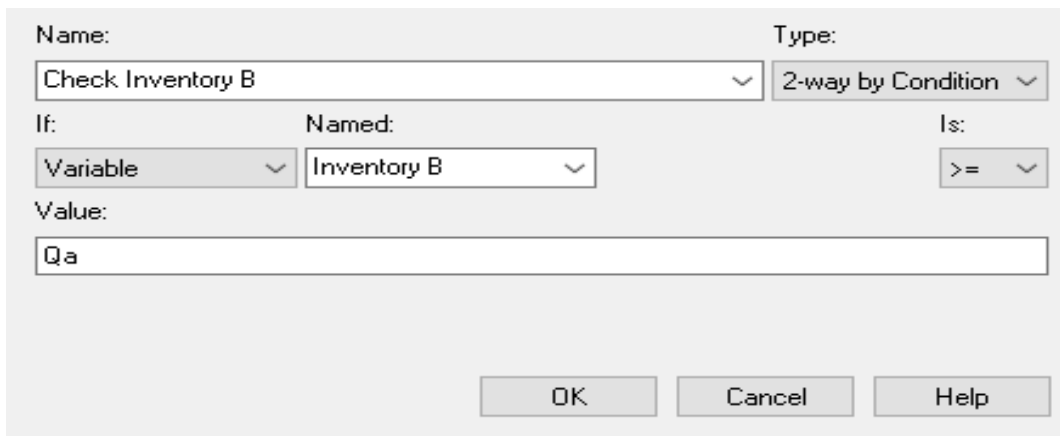 Name: Type:
Check Inventory B 2-way by Condition
If: Named: Is:
Variable Inventory B >=
Value:
Qa
OK Cancel Help